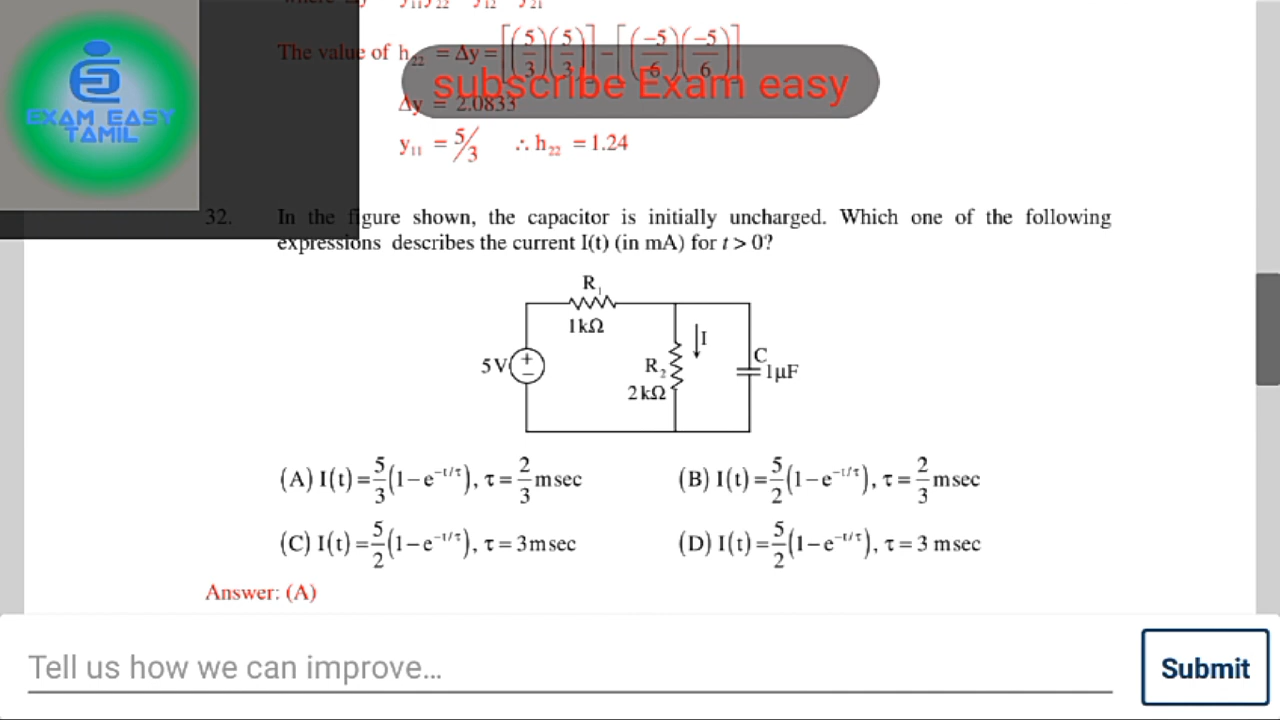 y₁₁y₂₂ y₁₂ y₂₁
The value of h₂₂ = Δy = [(5/3)(5/3)] − [(−5/6)(−5/6)]
subscribe Exam easy
EXAM EASY
TAMIL
Δy = 2.0833
y₁₁ = 5/3 ∴ h₂₂ = 1.24
32. In the figure shown, the capacitor is initially uncharged. Which one of the following
expressions describes the current I(t) (in mA) for t > 0?
R₁
1kΩ
I
5V
+
−
R₂
2kΩ
C
1μF
(A) I(t) = 5/3(1−e^(−t/τ)), τ = 2/3 msec (B) I(t) = 5/2(1−e^(−t/τ)), τ = 2/3 msec
(C) I(t) = 5/2(1−e^(−t/τ)), τ = 3msec (D) I(t) = 5/2(1−e^(−t/τ)), τ = 3 msec
Answer: (A)
Tell us how we can improve...
Submit